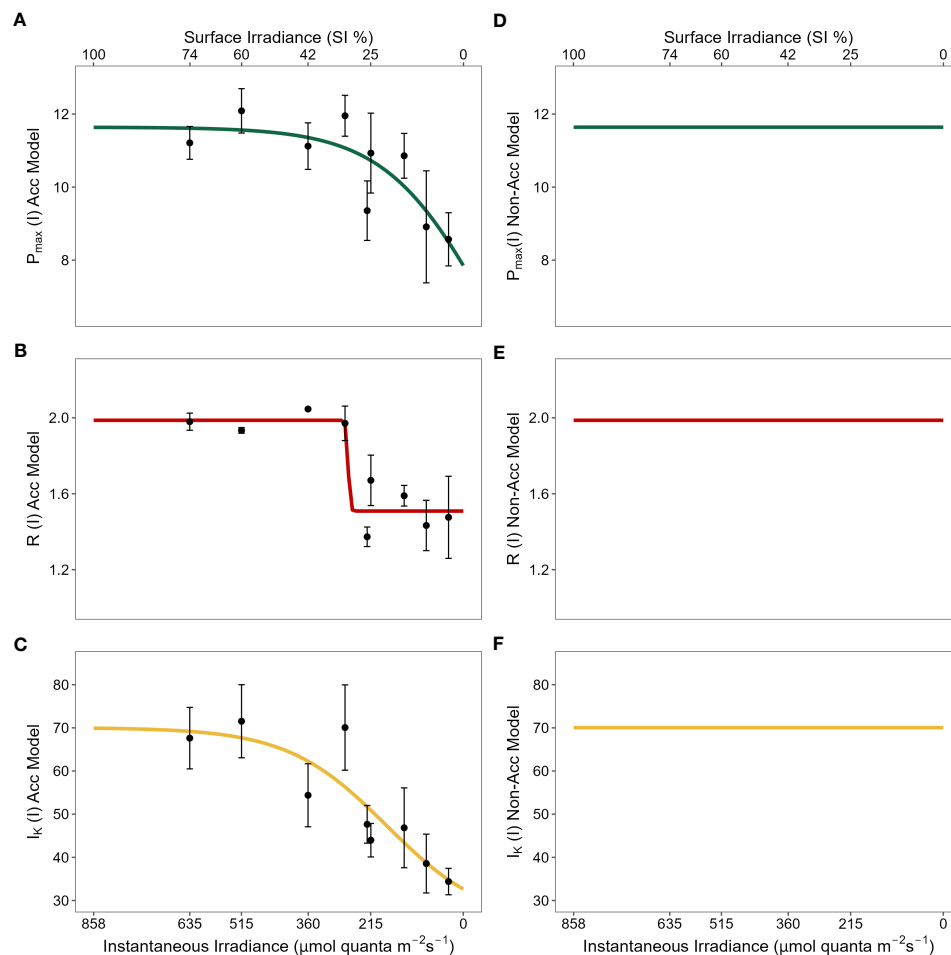 A
Surface Irradiance (SI %)
100 74 60 42 25 0
12
10
8
Pmax (I) Acc Model
D
Surface Irradiance (SI %)
100 74 60 42 25 0
12
10
8
Pmax(I) Non-Acc Model
B
2.0
1.6
1.2
R (I) Acc Model
E
2.0
1.6
1.2
R (I) Non-Acc Model
C
80
70
60
50
40
30
IK (I) Acc Model
858 635 515 360 215 0
Instantaneous Irradiance (μmol quanta m⁻²s⁻¹)
F
80
70
60
50
40
30
IK (I) Non-Acc Model
858 635 515 360 215 0
Instantaneous Irradiance (μmol quanta m⁻²s⁻¹)